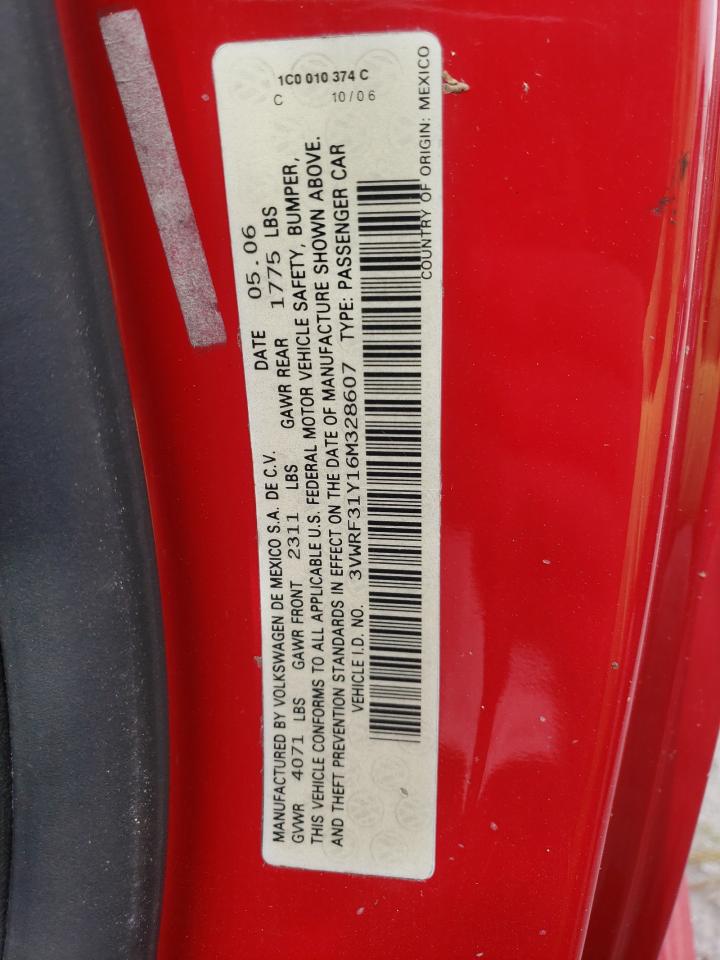 1C0 010 374 C
C 10/06
MANUFACTURED BY VOLKSWAGEN DE MEXICO S.A. DE C.V. DATE 05.06
GVWR 4071 LBS GAWR FRONT 2311 LBS GAWR REAR 1775 LBS
THIS VEHICLE CONFORMS TO ALL APPLICABLE U.S. FEDERAL MOTOR VEHICLE SAFETY, BUMPER,
AND THEFT PREVENTION STANDARDS IN EFFECT ON THE DATE OF MANUFACTURE SHOWN ABOVE.
VEHICLE I.D. NO. 3VWRF31Y16M328607 TYPE: PASSENGER CAR
COUNTRY OF ORIGIN: MEXICO